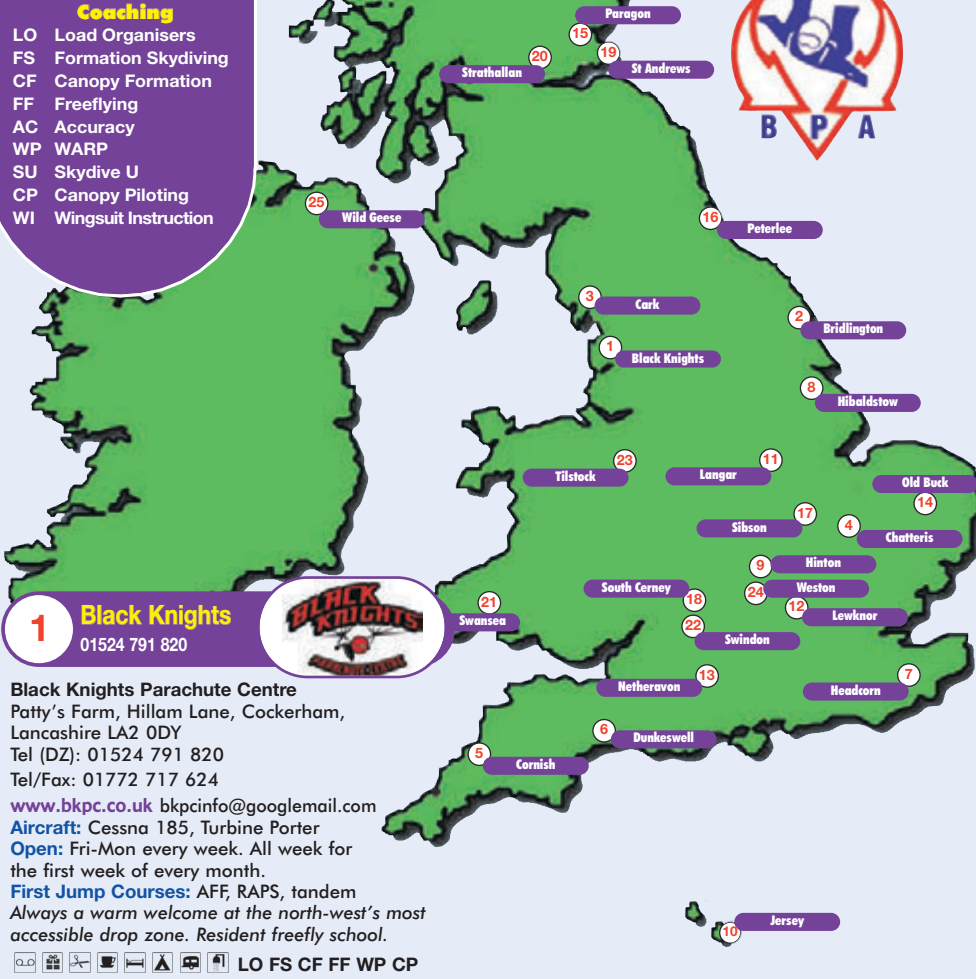 Coaching
LO Load Organisers
FS Formation Skydiving
CF Canopy Formation
FF Freeflying
AC Accuracy
WP WARP
SU Skydive U
CP Canopy Piloting
WI Wingsuit Instruction
Paragon
15
19
St Andrews
20
Strathallan
B P A
25
Wild Geese
16
Peterlee
3
Cark
2
Bridlington
1
Black Knights
8
Hibaldstow
23
Tilstock
11
Langar
Old Buck
14
17
Sibson
4
Chatteris
9
Hinton
South Cerney
18
24
Weston
12
Lewknor
21
Swansea
22
Swindon
13
Netheravon
7
Headcorn
6
Dunkeswell
5
Cornish
10
Jersey
1
Black Knights
01524 791 820
BLACK
KNIGHTS
PARACHUTE CENTRE
Black Knights Parachute Centre
Patty's Farm, Hillam Lane, Cockerham,
Lancashire LA2 0DY
Tel (DZ): 01524 791 820
Tel/Fax: 01772 717 624
www.bkpc.co.uk bkpcinfo@googlemail.com
Aircraft: Cessna 185, Turbine Porter
Open: Fri-Mon every week. All week for
the first week of every month.
First Jump Courses: AFF, RAPS, tandem
Always a warm welcome at the north-west's most
accessible drop zone. Resident freefly school.
LO FS CF FF WP CP